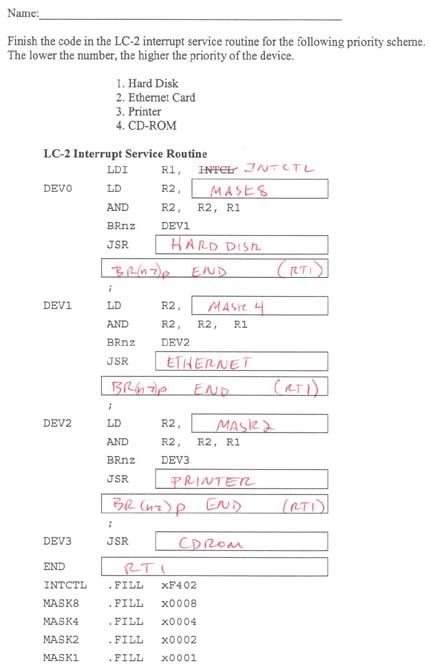 Name:
Finish the code in the LC-2 interrupt service routine for the following priority scheme.
The lower the number, the higher the priority of the device.
1. Hard Disk
2. Ethernet Card
3. Printer
4. CD-ROM
LC-2 Interrupt Service Routine
LDI R1, INTCL INTCTL
DEV0 LD R2, MASK8
AND R2, R2, R1
BRnz DEV1
JSR HARD DISK
BR(nz)p END (RTI)
;
DEV1 LD R2, MASK 4
AND R2, R2, R1
BRnz DEV2
JSR ETHERNET
BR(nz)p END (RTI)
;
DEV2 LD R2, MASK2
AND R2, R2, R1
BRnz DEV3
JSR PRINTER
BR(nz)p END (RTI)
;
DEV3 JSR CDROM
END RTI
INTCTL .FILL xF402
MASK8 .FILL x0008
MASK4 .FILL x0004
MASK2 .FILL x0002
MASK1 .FILL x0001